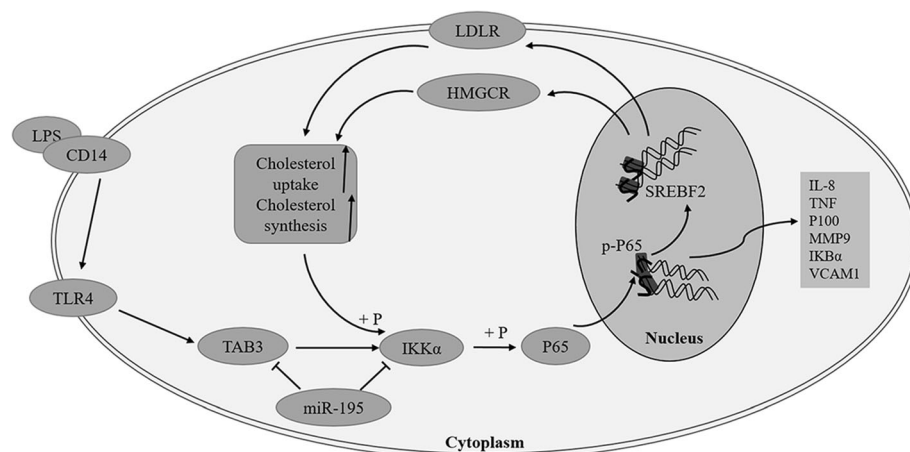 LDLR
HMGCR
LPS
CD14
Cholesterol
uptake
Cholesterol
synthesis
SREBF2
IL-8
TNF
P100
MMP9
IKBα
VCAM1
p-P65
TLR4
+ P
+ P
TAB3
IKKα
P65
Nucleus
miR-195
Cytoplasm